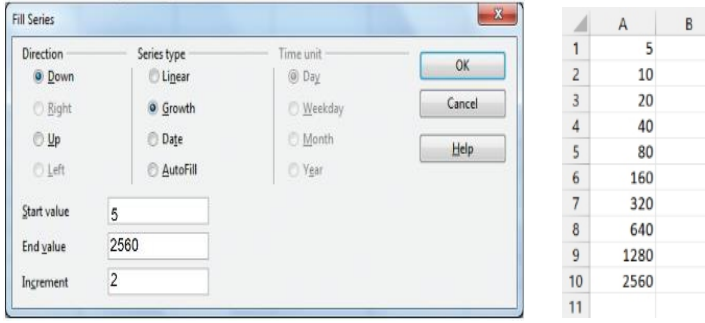 Fill Series
x
Direction Series type Time unit
Down Linear Day OK
Right Growth Weekday Cancel
Up Date Month Help
Left AutoFill Year
Start value 5
End value 2560
Increment 2
A B
1 5
2 10
3 20
4 40
5 80
6 160
7 320
8 640
9 1280
10 2560
11